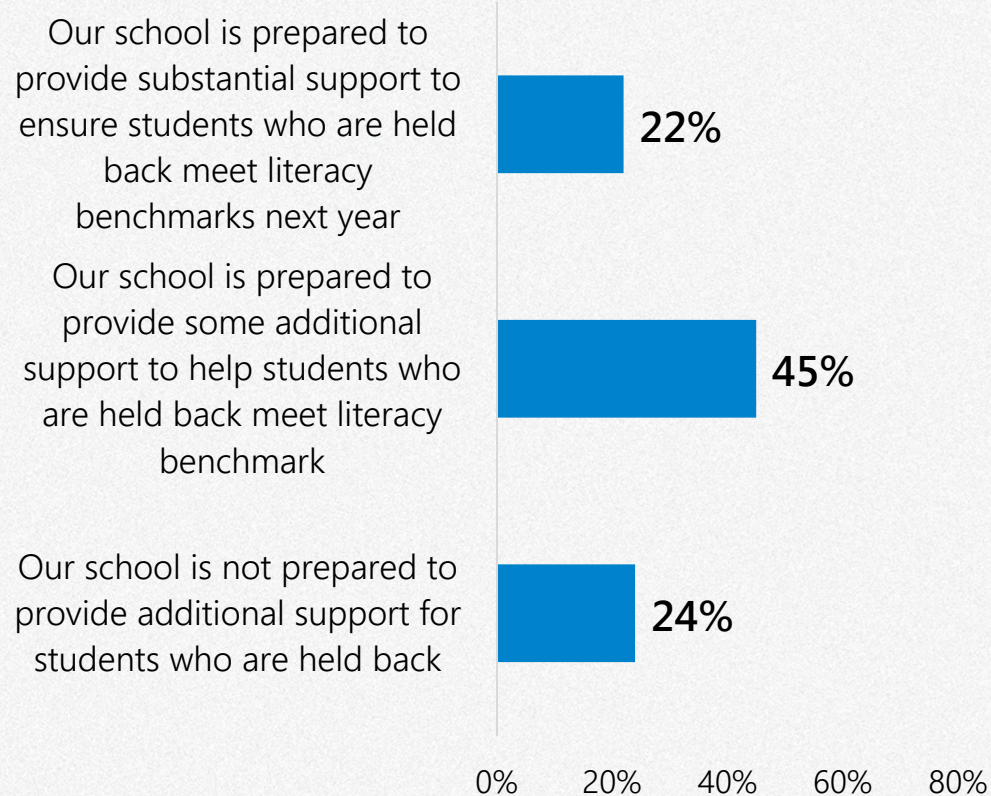 Our school is prepared to
provide substantial support to
ensure students who are held
back meet literacy
benchmarks next year
22%
Our school is prepared to
provide some additional
support to help students who
are held back meet literacy
benchmark
45%
Our school is not prepared to
provide additional support for
students who are held back
24%
0% 20% 40% 60% 80%